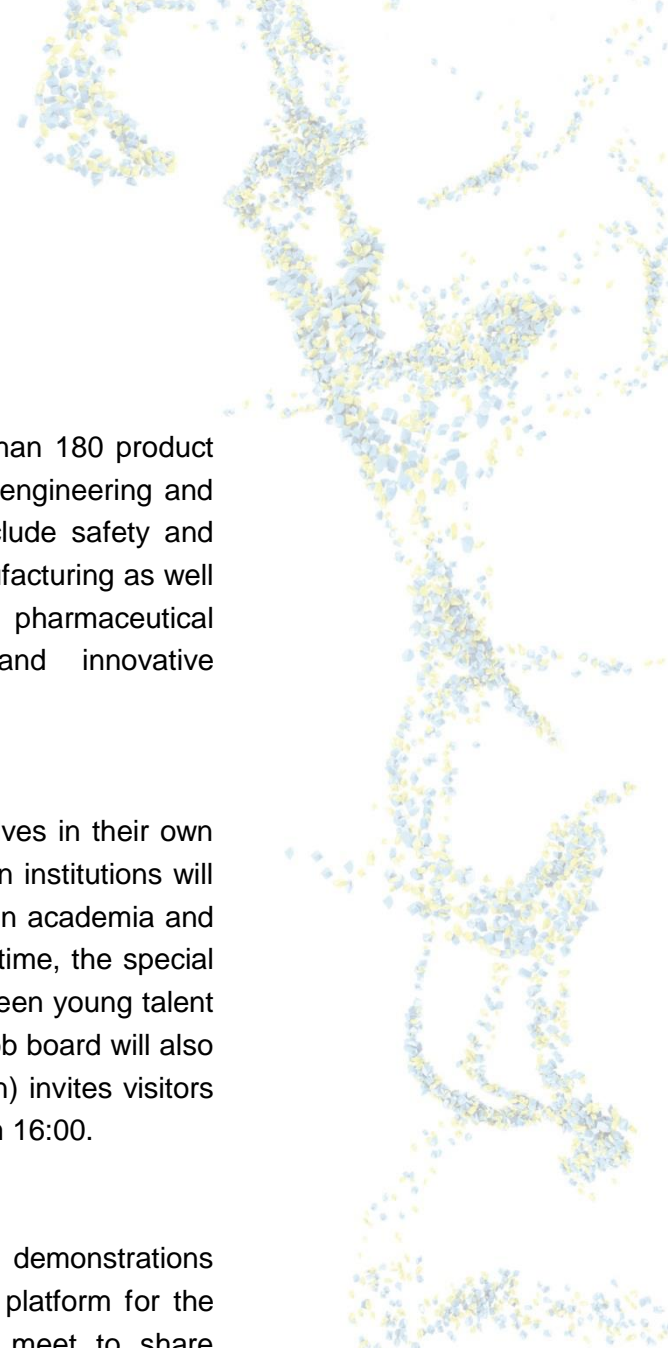 han 180 product
engineering and
clude safety and
ufacturing as well
pharmaceutical
and innovative
ves in their own
n institutions will
n academia and
time, the special
een young talent
b board will also
n) invites visitors
n 16:00.
demonstrations
platform for the
meet to share